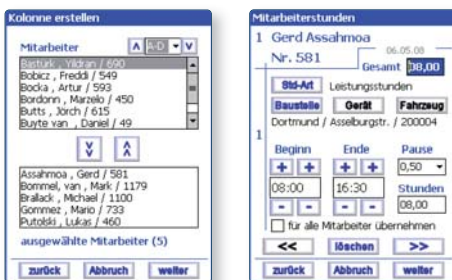 Kolonne erstellen
Mitarbeiter A-D
Bastürk , Yildran / 690
Bobicz , Freddi / 549
Bocka , Artur / 593
Bordonn , Marzelo / 450
Butts , Jörch / 615
Buyte van , Daniel / 49
Assahmoa , Gerd / 581
Bommel, van , Mark / 1179
Brallack , Michael / 1100
Gommez , Mario / 733
Putolski , Lukas / 460
ausgewählte Mitarbeiter (5)
zurück Abbruch weiter
Mitarbeiterstunden
1 Gerd Assahmoa
Nr. 581 06.05.08
Gesamt 08,00
Std-Art Leistungsstunden
Baustelle Gerät Fahrzeug
Dortmund / Asselburgstr. / 200004
1
Beginn Ende Pause
+ + + + 0,50
08:00 16:30 Stunden
- - - - 08,00
für alle Mitarbeiter übernehmen
<< löschen >>
zurück Abbruch weiter